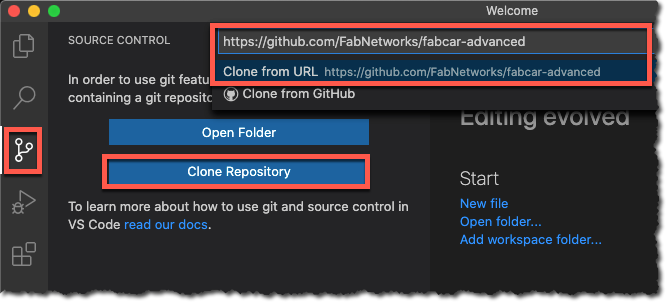 Welcome
SOURCE CONTROL
https://github.com/FabNetworks/fabcar-advanced
Clone from URL https://github.com/FabNetworks/fabcar-advanced
Clone from GitHub
In order to use git featu
containing a git reposito
Open Folder
Clone Repository
To learn more about how to use git and source control in
VS Code read our docs.
Editing evolved
Start
New file
Open folder...
Add workspace folder...